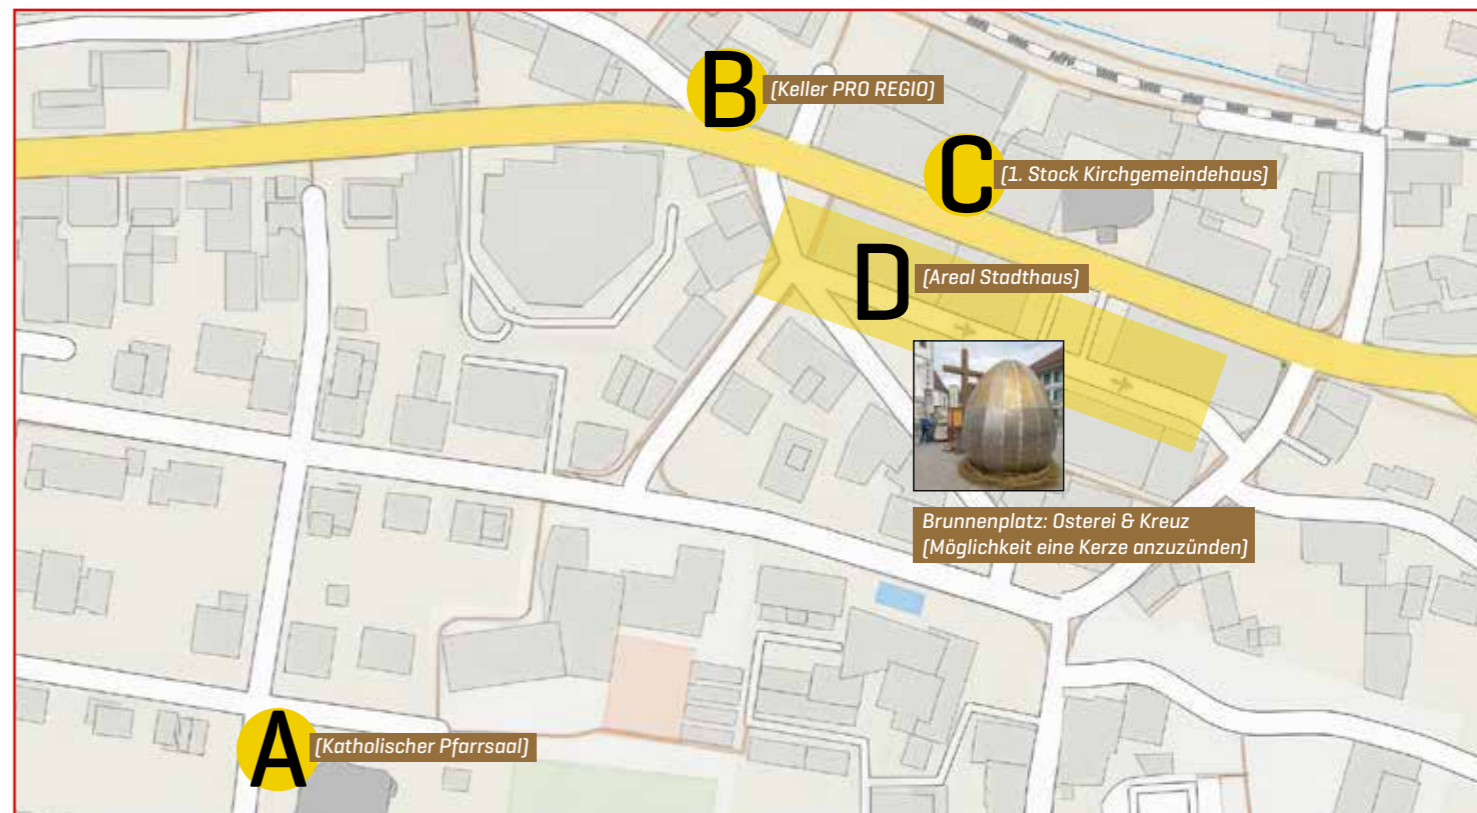 B
[Keller PRO REGIO]
C
[1. Stock Kirchgemeindehaus]
D
[Areal Stadthaus]
Brunnenplatz: Osterei & Kreuz
[Möglichkeit eine Kerze anzuzünden]
A
[Katholischer Pfarrsaal]